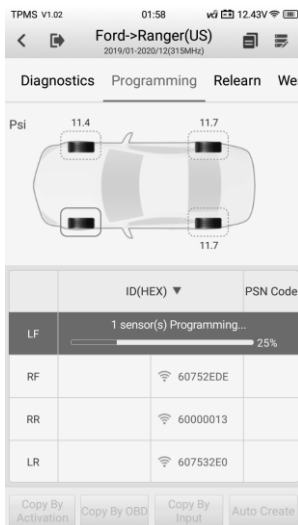 TPMS V1.02 01:58 12.43V
Ford->Ranger(US)
2019/01-2020/12(315MHz)
Diagnostics Programming Relearn We
Psi 11.4 11.7
11.7
ID(HEX) ▼ PSN Code
LF 1 sensor(s) Programming...
25%
RF 60752EDE
RR 60000013
LR 607532E0
Copy By Activation Copy By OBD Copy By Input Auto Create